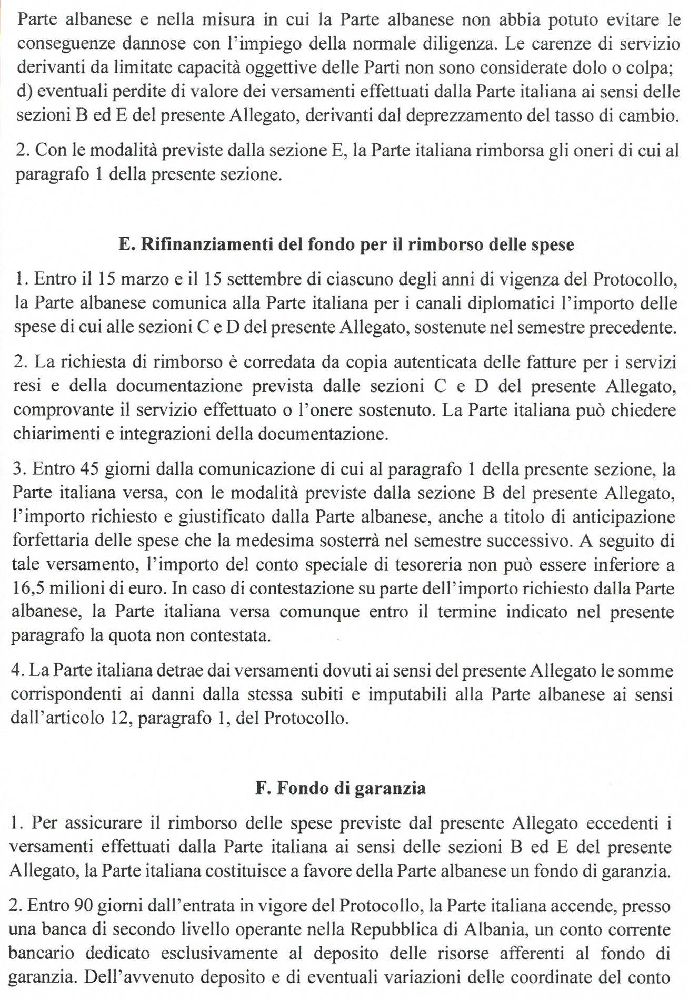 Parte albanese e nella misura in cui la Parte albanese non abbia potuto evitare le
conseguenze dannose con l'impiego della normale diligenza. Le carenze di servizio
derivanti da limitate capacità oggettive delle Parti non sono considerate dolo o colpa;
d) eventuali perdite di valore dei versamenti effettuati dalla Parte italiana ai sensi delle
sezioni B ed E del presente Allegato, derivanti dal deprezzamento del tasso di cambio.
2. Con le modalità previste dalla sezione E, la Parte italiana rimborsa gli oneri di cui al
paragrafo 1 della presente sezione.
E. Rifinanziamenti del fondo per il rimborso delle spese
1. Entro il 15 marzo e il 15 settembre di ciascuno degli anni di vigenza del Protocollo,
la Parte albanese comunica alla Parte italiana per i canali diplomatici l'importo delle
spese di cui alle sezioni C e D del presente Allegato, sostenute nel semestre precedente.
2. La richiesta di rimborso è corredata da copia autenticata delle fatture per i servizi
resi e della documentazione prevista dalle sezioni C e D del presente Allegato,
comprovante il servizio effettuato o l'onere sostenuto. La Parte italiana può chiedere
chiarimenti e integrazioni della documentazione.
3. Entro 45 giorni dalla comunicazione di cui al paragrafo 1 della presente sezione, la
Parte italiana versa, con le modalità previste dalla sezione B del presente Allegato,
l'importo richiesto e giustificato dalla Parte albanese, anche a titolo di anticipazione
forfettaria delle spese che la medesima sosterrà nel semestre successivo. A seguito di
tale versamento, l'importo del conto speciale di tesoreria non può essere inferiore a
16,5 milioni di euro. In caso di contestazione su parte dell'importo richiesto dalla Parte
albanese, la Parte italiana versa comunque entro il termine indicato nel presente
paragrafo la quota non contestata.
4. La Parte italiana detrae dai versamenti dovuti ai sensi del presente Allegato le somme
corrispondenti ai danni dalla stessa subiti e imputabili alla Parte albanese ai sensi
dall'articolo 12, paragrafo 1, del Protocollo.
F. Fondo di garanzia
1. Per assicurare il rimborso delle spese previste dal presente Allegato eccedenti i
versamenti effettuati dalla Parte italiana ai sensi delle sezioni B ed E del presente
Allegato, la Parte italiana costituisce a favore della Parte albanese un fondo di garanzia.
2. Entro 90 giorni dall'entrata in vigore del Protocollo, la Parte italiana accende, presso
una banca di secondo livello operante nella Repubblica di Albania, un conto corrente
bancario dedicato esclusivamente al deposito delle risorse afferenti al fondo di
garanzia. Dell'avvenuto deposito e di eventuali variazioni delle coordinate del conto